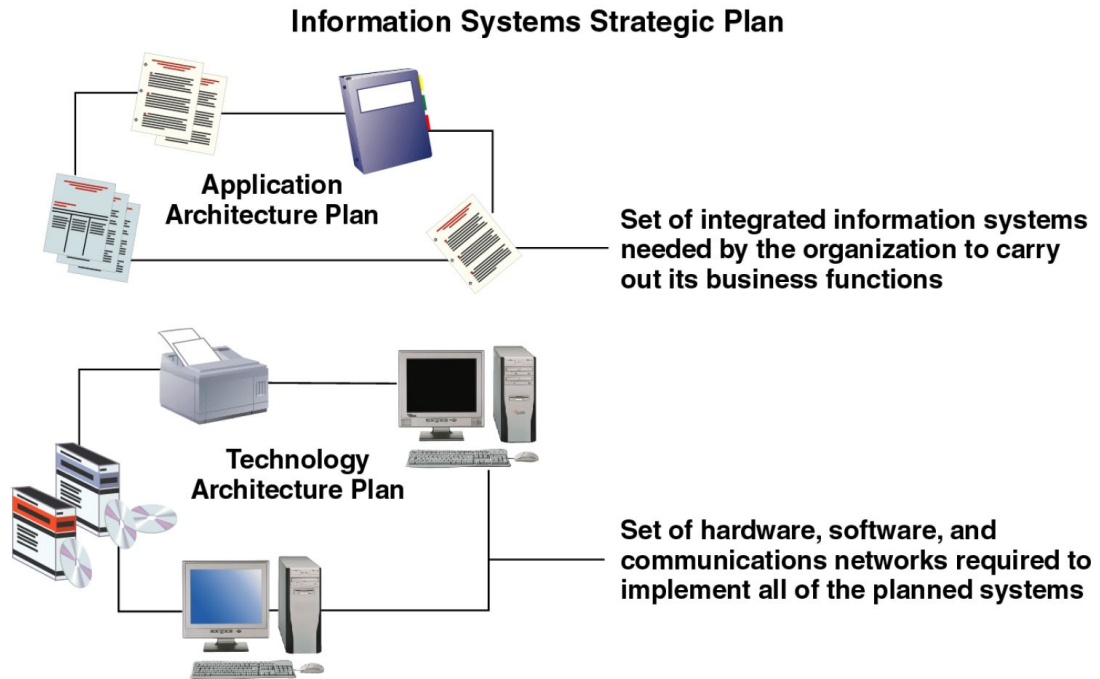 Information Systems Strategic Plan
Application
Architecture Plan
Set of integrated information systems
needed by the organization to carry
out its business functions
Technology
Architecture Plan
Set of hardware, software, and
communications networks required to
implement all of the planned systems